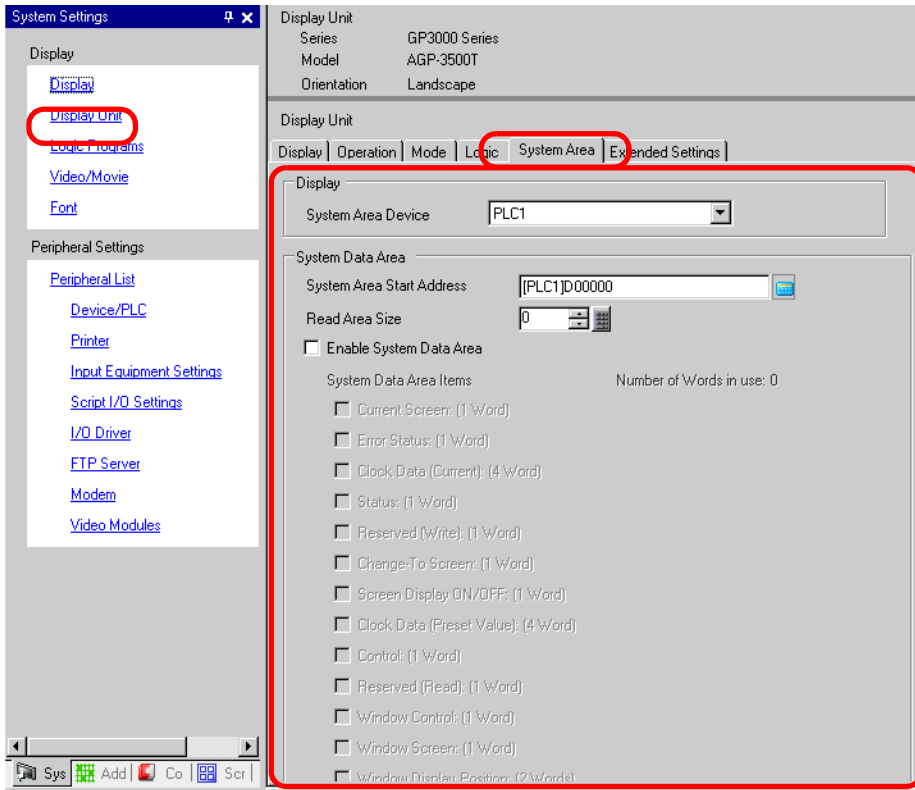 System Settings
Display
Display
Display Unit
Logic Programs
Video/Movie
Font
Peripheral Settings
Peripheral List
Device/PLC
Printer
Input Equipment Settings
Script I/O Settings
I/O Driver
FTP Server
Modem
Video Modules
Sys Add Co Scr
Display Unit
Series GP3000 Series
Model AGP-3500T
Orientation Landscape
Display Unit
Display Operation Mode Logic System Area Extended Settings
Display
System Area Device PLC1
System Data Area
System Area Start Address [PLC1]D00000
Read Area Size 0
Enable System Data Area
System Data Area Items Number of Words in use: 0
Current Screen: (1 Word)
Error Status: (1 Word)
Clock Data (Current): (4 Word)
Status: (1 Word)
Reserved (Write): (1 Word)
Change-To Screen: (1 Word)
Screen Display ON/OFF: (1 Word)
Clock Data (Preset Value): (4 Word)
Control: (1 Word)
Reserved (Read): (1 Word)
Window Control: (1 Word)
Window Screen: (1 Word)
Window Display Position: (2 Words)